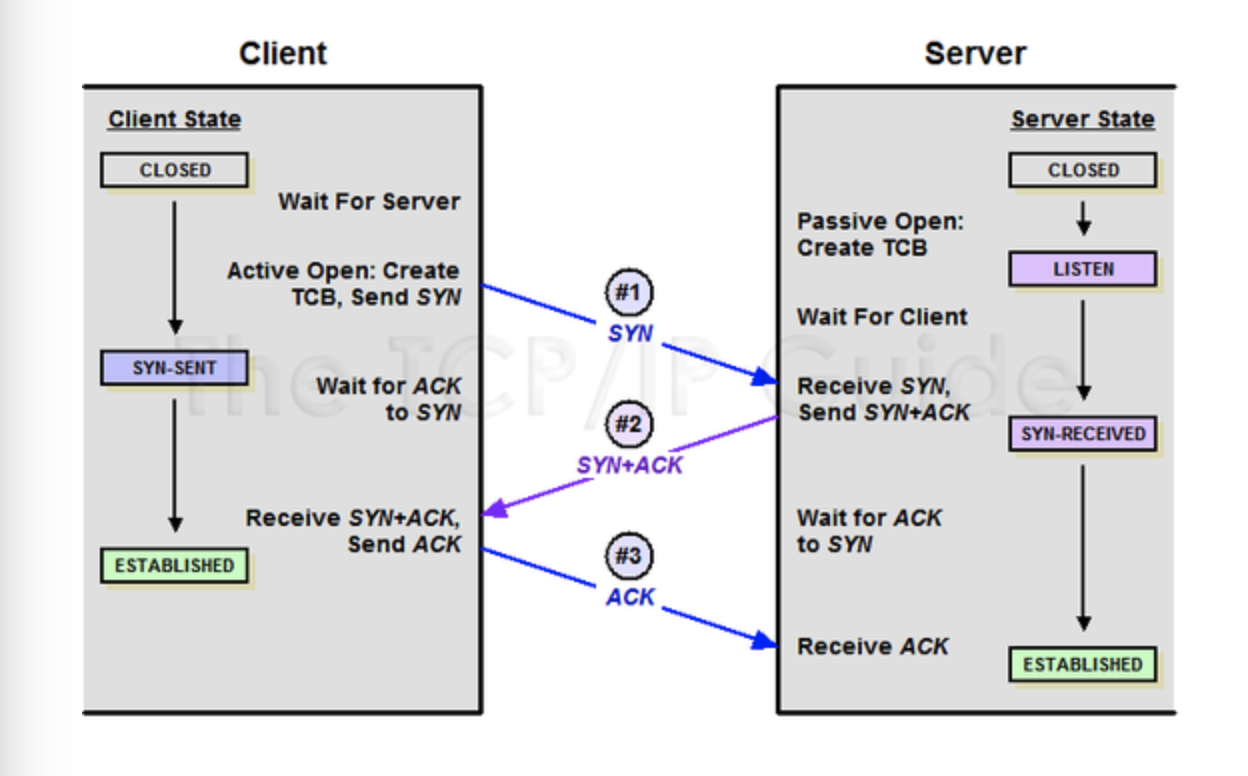 Client
Server
Client State
CLOSED
Wait For Server
Active Open: Create
TCB, Send SYN
SYN-SENT
Wait for ACK
to SYN
Receive SYN+ACK,
Send ACK
ESTABLISHED
#1
SYN
#2
SYN+ACK
#3
ACK
Server State
CLOSED
Passive Open:
Create TCB
LISTEN
Wait For Client
Receive SYN,
Send SYN+ACK
SYN-RECEIVED
Wait for ACK
to SYN
Receive ACK
ESTABLISHED
The TCP/IP Guide